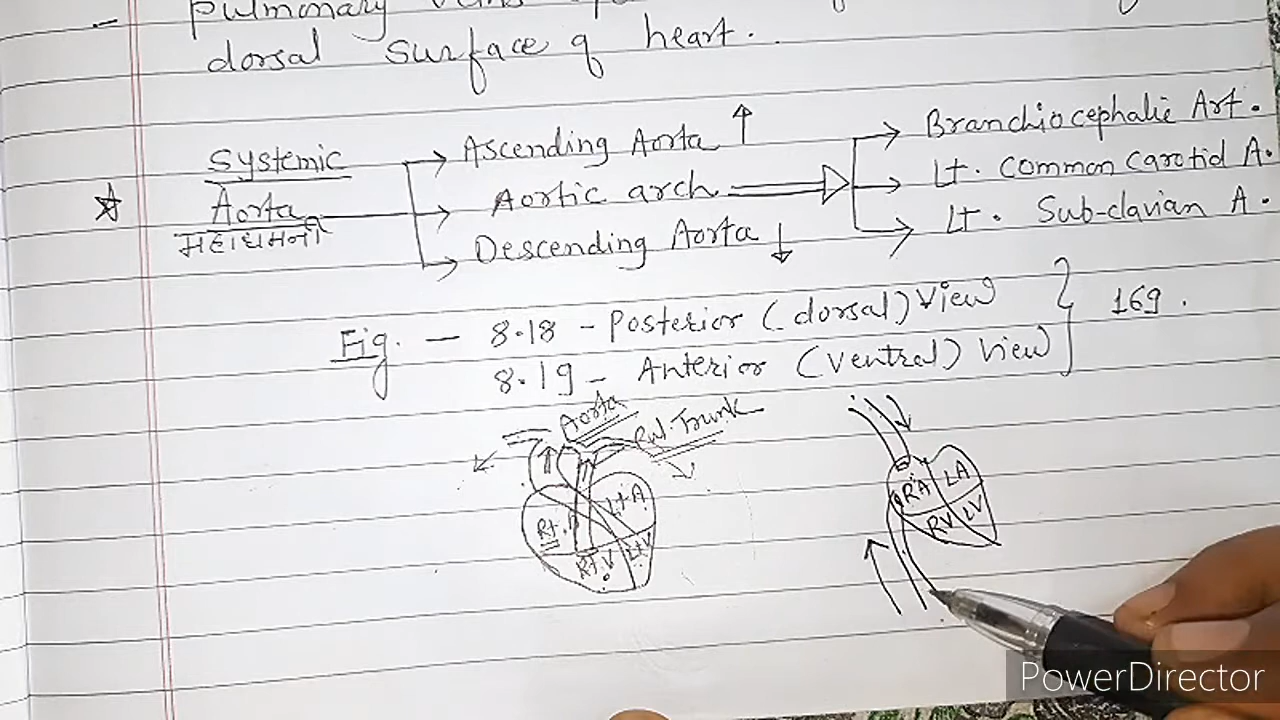 - Pulmonary
dorsal surface of heart.
Systemic
Aorta
महाधमनी
Ascending Aorta
Aortic arch
Descending Aorta
Branchiocephalic Art.
Lt. Common Carotid A.
Lt. Sub-clavian A.
Fig. - 8.18 - Posterior (dorsal) View
8.19 - Anterior (Ventral) View
169.
Aorta
Pul. Trunk
Rt. A
Lt A
Rt. V
Lt V
RA
LA
RV
LV
PowerDirector